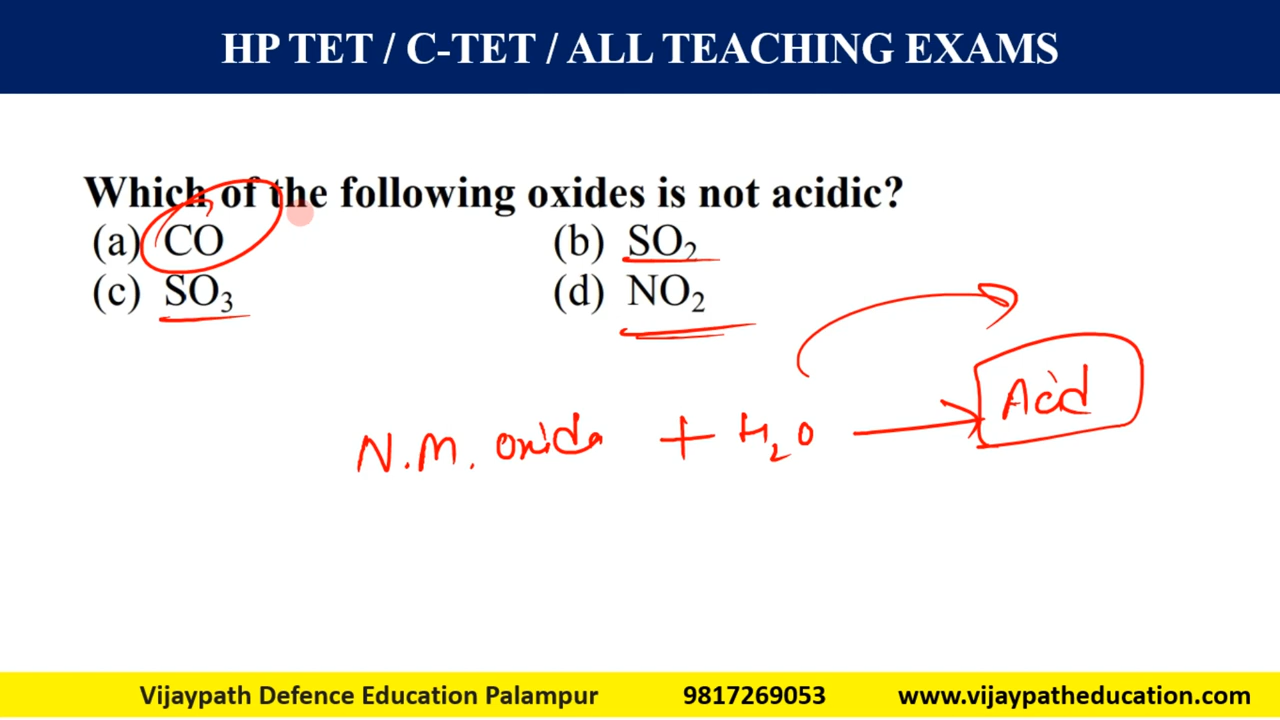 HP TET / C-TET / ALL TEACHING EXAMS
Which of the following oxides is not acidic?
(a) CO (b) SO₂
(c) SO₃ (d) NO₂
N.M. oxide + H₂O → Acid
Vijaypath Defence Education Palampur 9817269053 www.vijaypatheducation.com